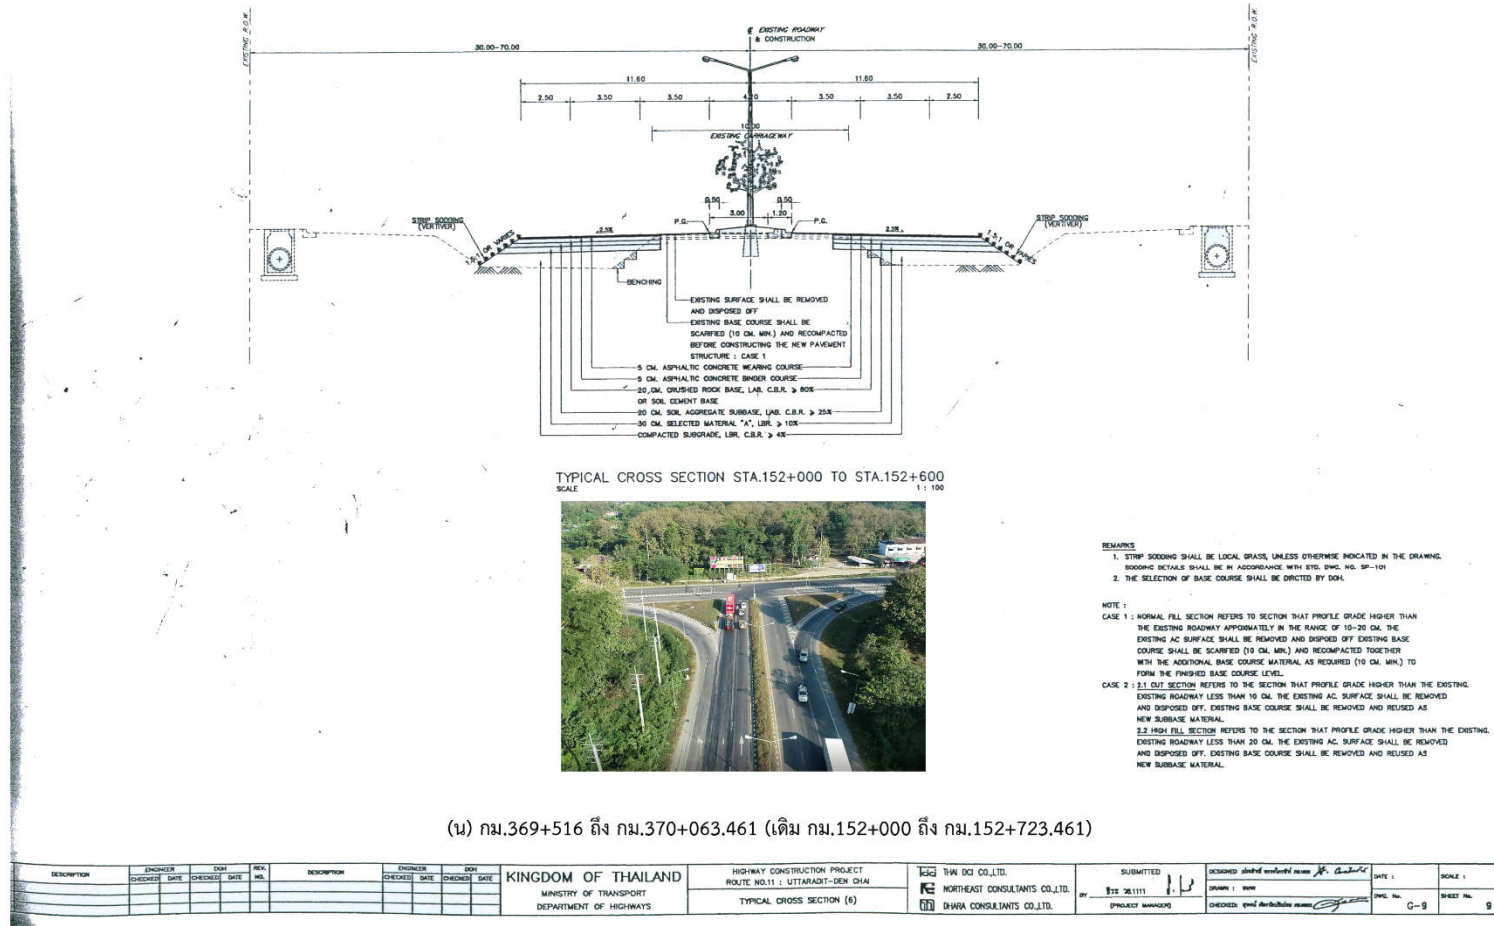 EXISTING R.O.W.
EXISTING R.O.W.
℄ EXISTING ROADWAY
& CONSTRUCTION
30.00-70.00
30.00-70.00
11.60
11.60
2.50
3.50
3.50
4.20
3.50
3.50
2.50
10.00
EXISTING CARRIAGEWAY
0.50
0.50
3.00
1.20
P.G.
P.G.
STRIP SODDING
(VERTIVER)
STRIP SODDING
(VERTIVER)
1.5:1 OR VARIES
2.5%
2.5%
1.5:1 OR VARIES
BENCHING
EXISTING SURFACE SHALL BE REMOVED
AND DISPOSED OFF
EXISTING BASE COURSE SHALL BE
SCARIFIED (10 CM. MIN.) AND RECOMPACTED
BEFORE CONSTRUCTING THE NEW PAVEMENT
STRUCTURE : CASE 1
5 CM. ASPHALTIC CONCRETE WEARING COURSE
5 CM. ASPHALTIC CONCRETE BINDER COURSE
20 CM. CRUSHED ROCK BASE, LAB. C.B.R. ⩾ 80%
OR SOIL CEMENT BASE
20 CM. SOIL AGGREGATE SUBBASE, LAB. C.B.R. ⩾ 25%
30 CM. SELECTED MATERIAL "A", LBR. ⩾ 10%
COMPACTED SUBGRADE, LBR. C.B.R. ⩾ 4%
TYPICAL CROSS SECTION STA.152+000 TO STA.152+600
SCALE 1 : 100
REMARKS
1. STRIP SODDING SHALL BE LOCAL GRASS, UNLESS OTHERWISE INDICATED IN THE DRAWING.
SODDING DETAILS SHALL BE IN ACCORDANCE WITH STD. DWG. NO. SP-101
2. THE SELECTION OF BASE COURSE SHALL BE DIRCTED BY DOH.
NOTE :
CASE 1 : NORMAL FILL SECTION REFERS TO SECTION THAT PROFILE GRADE HIGHER THAN
THE EXISTING ROADWAY APPOXIMATELY IN THE RANGE OF 10-20 CM. THE
EXISTING AC SURFACE SHALL BE REMOVED AND DISPOED OFF EXISTING BASE
COURSE SHALL BE SCARIFIED (10 CM. MIN.) AND RECOMPACTED TOGETHER
WITH THE ADDITIONAL BASE COURSE MATERIAL AS REQUIRED (10 CM. MIN.) TO
FORM THE FINISHED BASE COURSE LEVEL.
CASE 2 : 2.1 CUT SECTION REFERS TO THE SECTION THAT PROFILE GRADE HIGHER THAN THE EXISTING.
EXISTING ROADWAY LESS THAN 10 CM. THE EXISTING AC. SURFACE SHALL BE REMOVED
AND DISPOSED OFF. EXISTING BASE COURSE SHALL BE REMOVED AND REUSED AS
NEW SUBBASE MATERIAL.
2.2 HIGH FILL SECTION REFERS TO THE SECTION THAT PROFILE GRADE HIGHER THAN THE EXISTING.
EXISTING ROADWAY LESS THAN 20 CM. THE EXISTING AC. SURFACE SHALL BE REMOVED
AND DISPOSED OFF. EXISTING BASE COURSE SHALL BE REMOVED AND REUSED AS
NEW SUBBASE MATERIAL.
(น) กม.369+516 ถึง กม.370+063.461 (เดิม กม.152+000 ถึง กม.152+723.461)
DESCRIPTION
ENGINEER
DOH
CHECKED DATE CHECKED DATE
REV. NO.
DESCRIPTION
ENGINEER
DOH
CHECKED DATE CHECKED DATE
KINGDOM OF THAILAND
MINISTRY OF TRANSPORT
DEPARTMENT OF HIGHWAYS
HIGHWAY CONSTRUCTION PROJECT
ROUTE NO.11 : UTTARADIT-DEN CHAI
TYPICAL CROSS SECTION (6)
THAI DCI CO.,LTD.
NORTHEAST CONSULTANTS CO.,LTD.
DHARA CONSULTANTS CO.,LTD.
SUBMITTED
BY
(PROJECT MANAGER)
DESIGNED
DRAWN :
CHECKED:
DATE :
SCALE :
DWG. No. G-9
SHEET No. 9